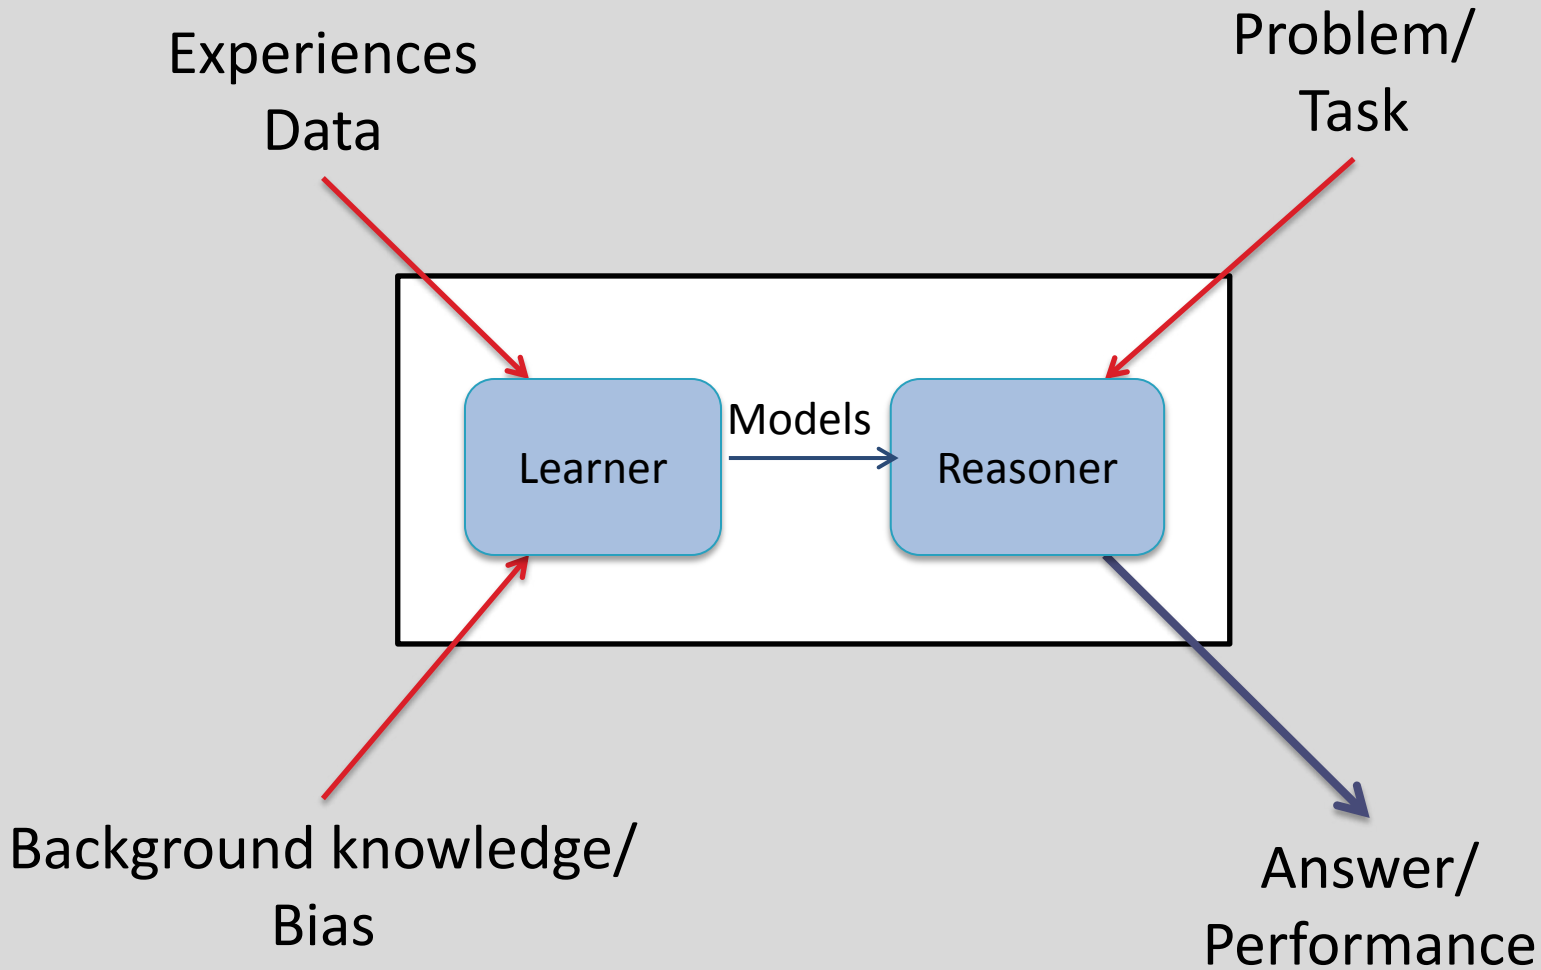 Experiences
Data
Problem/
Task
Models
Learner
Reasoner
Background knowledge/
Bias
Answer/
Performance